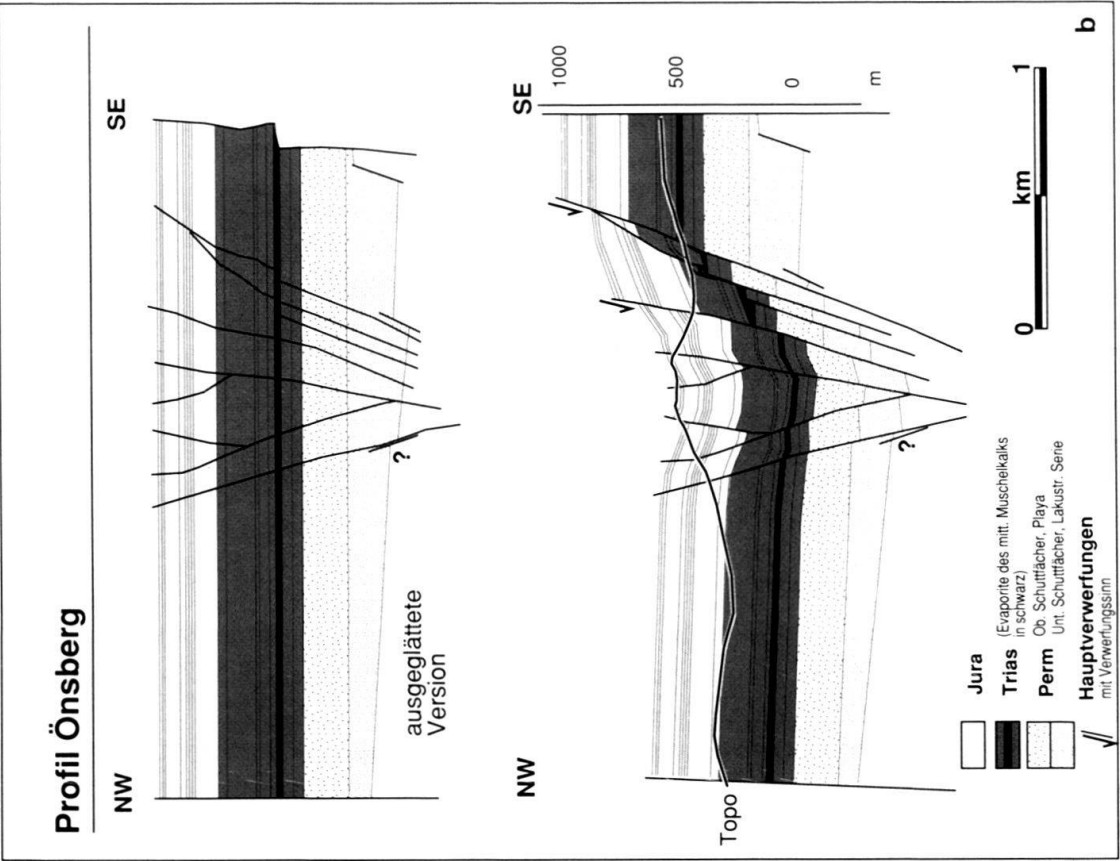 Profil Önsberg
NW
SE
ausgeglättete
Version
?
NW
SE
1000
500
0
m
Topo
?
Jura
Trias (Evaporite des mitt. Muschelkalks
in schwarz)
Perm Ob. Schuttfächer, Playa
Unt. Schuttfächer, Lakustr. Serie
Hauptverwerfungen
mit Verwerfungssinn
0 km 1
b